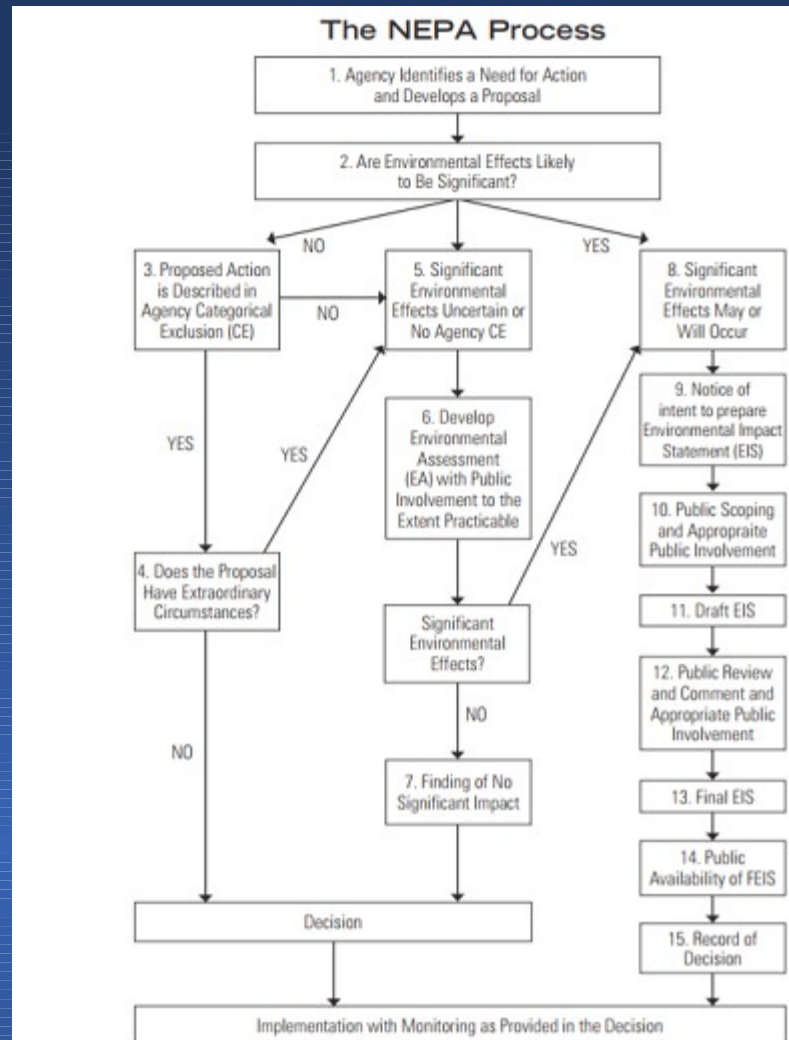 The NEPA Process
1. Agency Identifies a Need for Action
and Develops a Proposal
2. Are Environmental Effects Likely
to Be Significant?
NO
YES
3. Proposed Action
is Described in
Agency Categorical
Exclusion (CE)
NO
5. Significant
Environmental
Effects Uncertain or
No Agency CE
8. Significant
Environmental
Effects May or
Will Occur
YES
YES
6. Develop
Environmental
Assessment
(EA) with Public
Involvement to the
Extent Practicable
9. Notice of
intent to prepare
Environmental Impact
Statement (EIS)
10. Public Scoping
and Appropraite
Public Involvement
YES
4. Does the Proposal
Have Extraordinary
Circumstances?
Significant
Environmental
Effects?
11. Draft EIS
12. Public Review
and Comment and
Appropriate Public
Involvement
NO
NO
7. Finding of No
Significant Impact
13. Final EIS
14. Public
Availability of FEIS
Decision
15. Record of
Decision
Implementation with Monitoring as Provided in the Decision